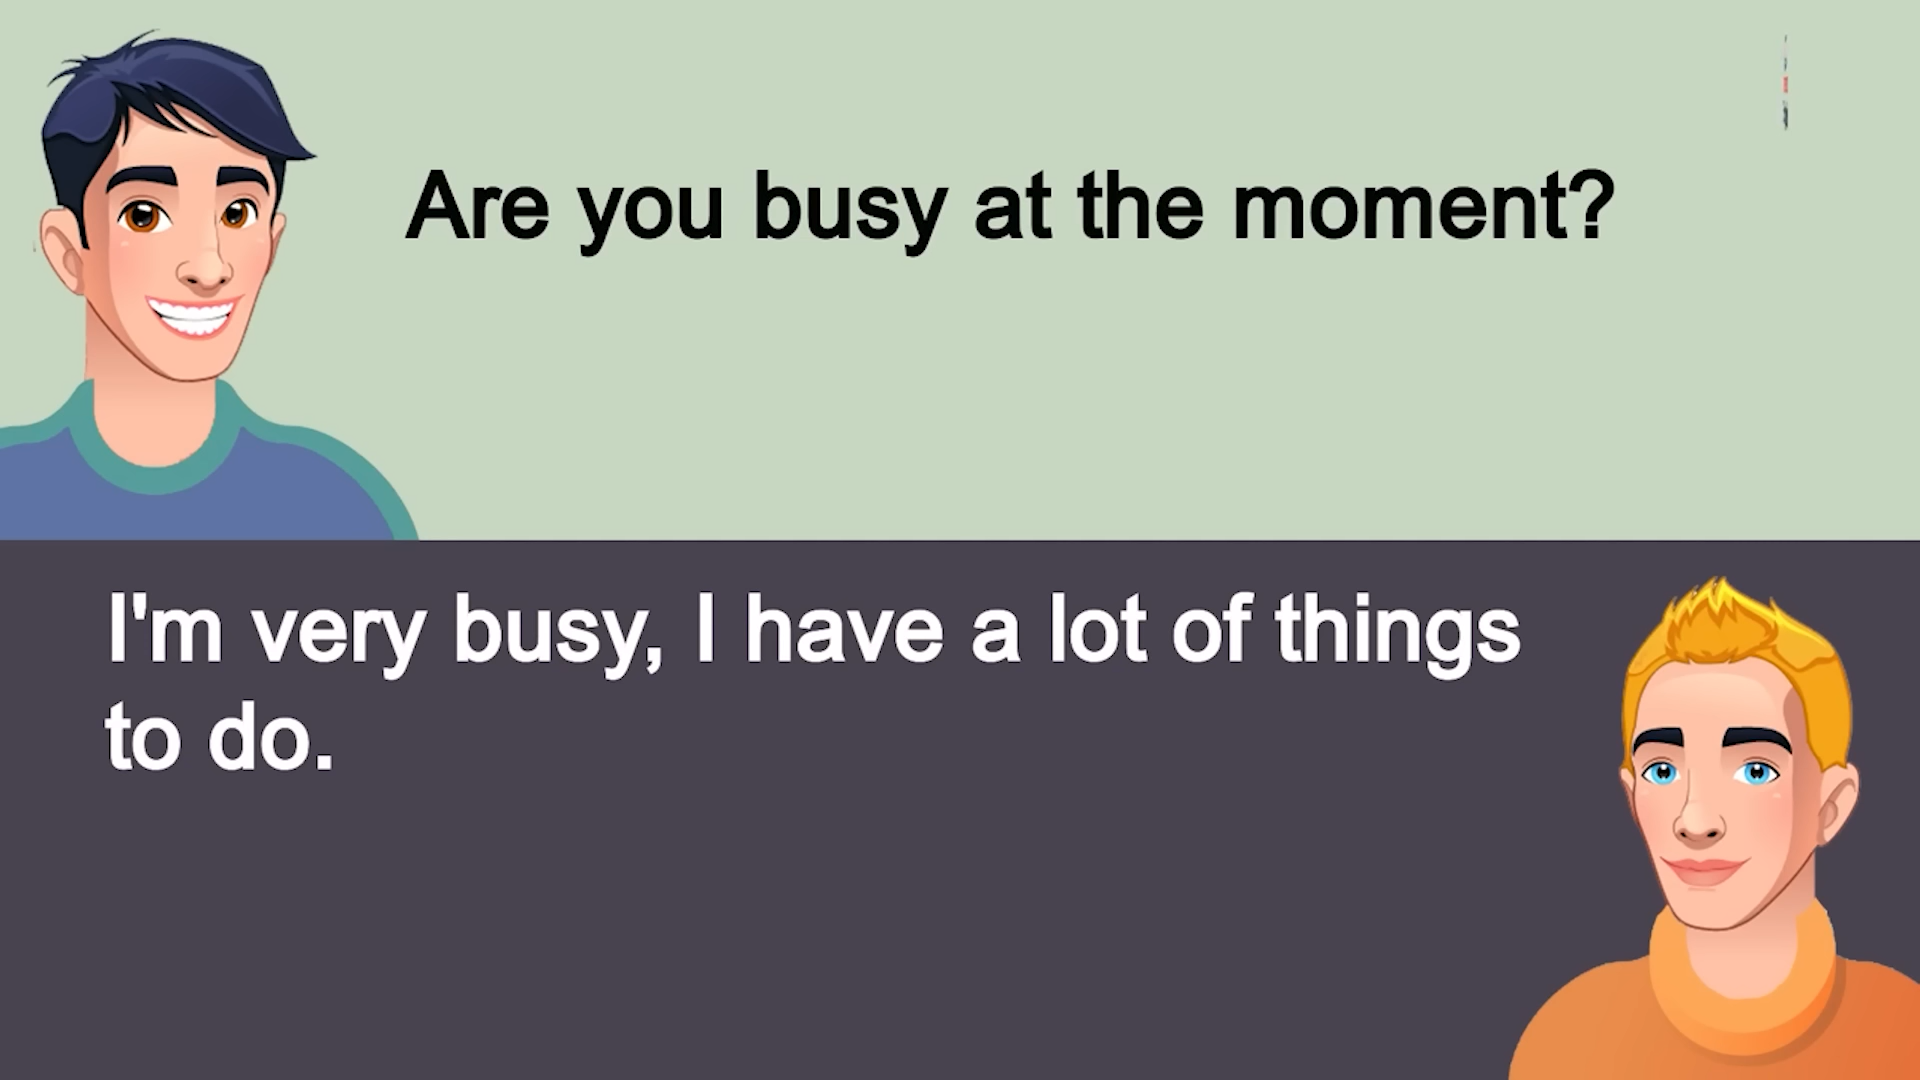 Are you busy at the moment?
I'm very busy, I have a lot of things
to do.